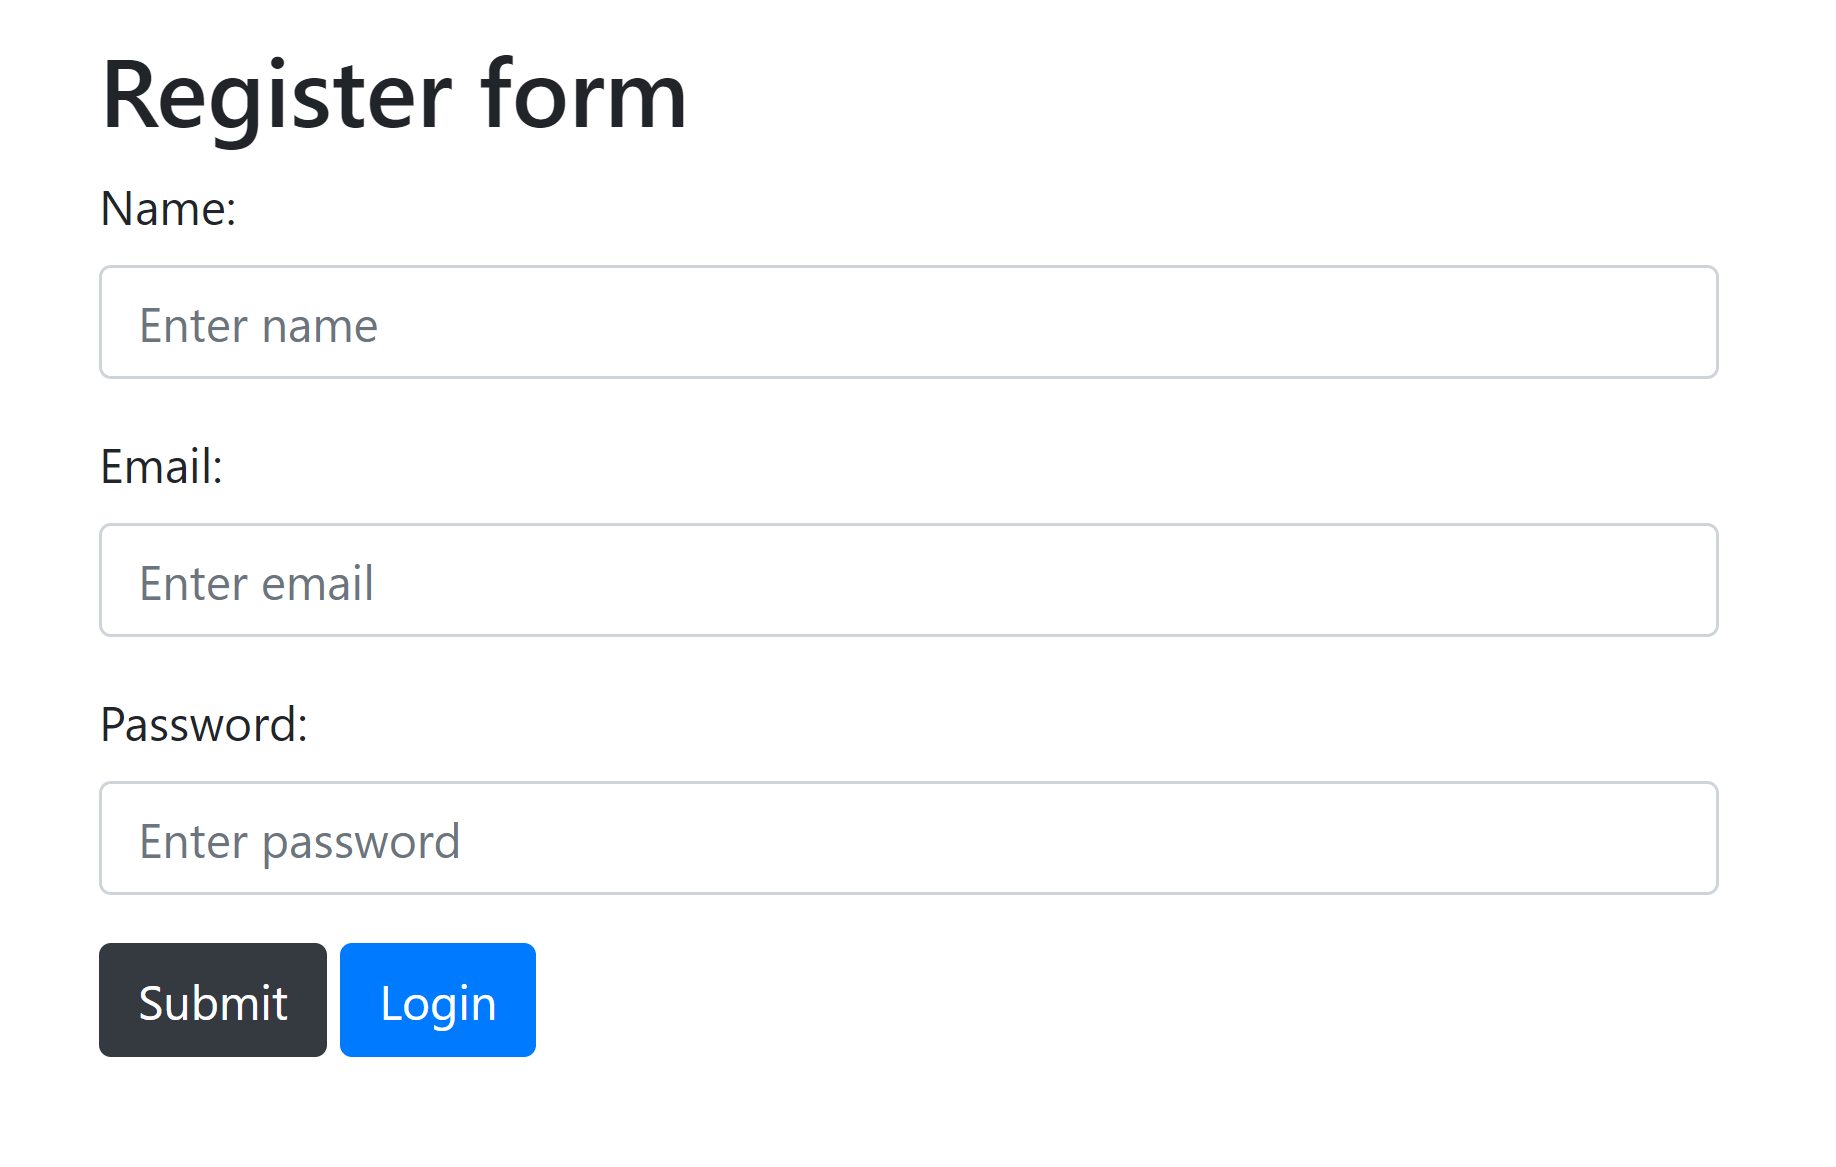 Register form
Name:
Enter name
Email:
Enter email
Password:
Enter password
Submit Login